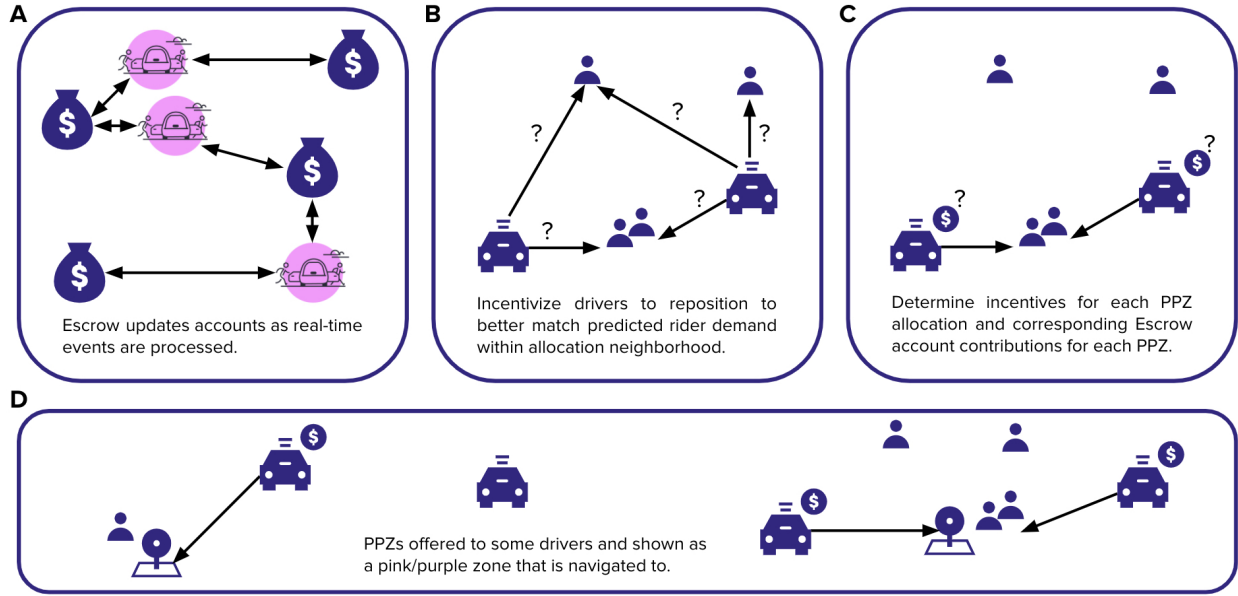 A
$
$
$
$
Escrow updates accounts as real-time
events are processed.
B
?
?
?
?
?
Incentivize drivers to reposition to
better match predicted rider demand
within allocation neighborhood.
C
$
?
$
?
Determine incentives for each PPZ
allocation and corresponding Escrow
account contributions for each PPZ.
D
$
$
$
PPZs offered to some drivers and shown as
a pink/purple zone that is navigated to.